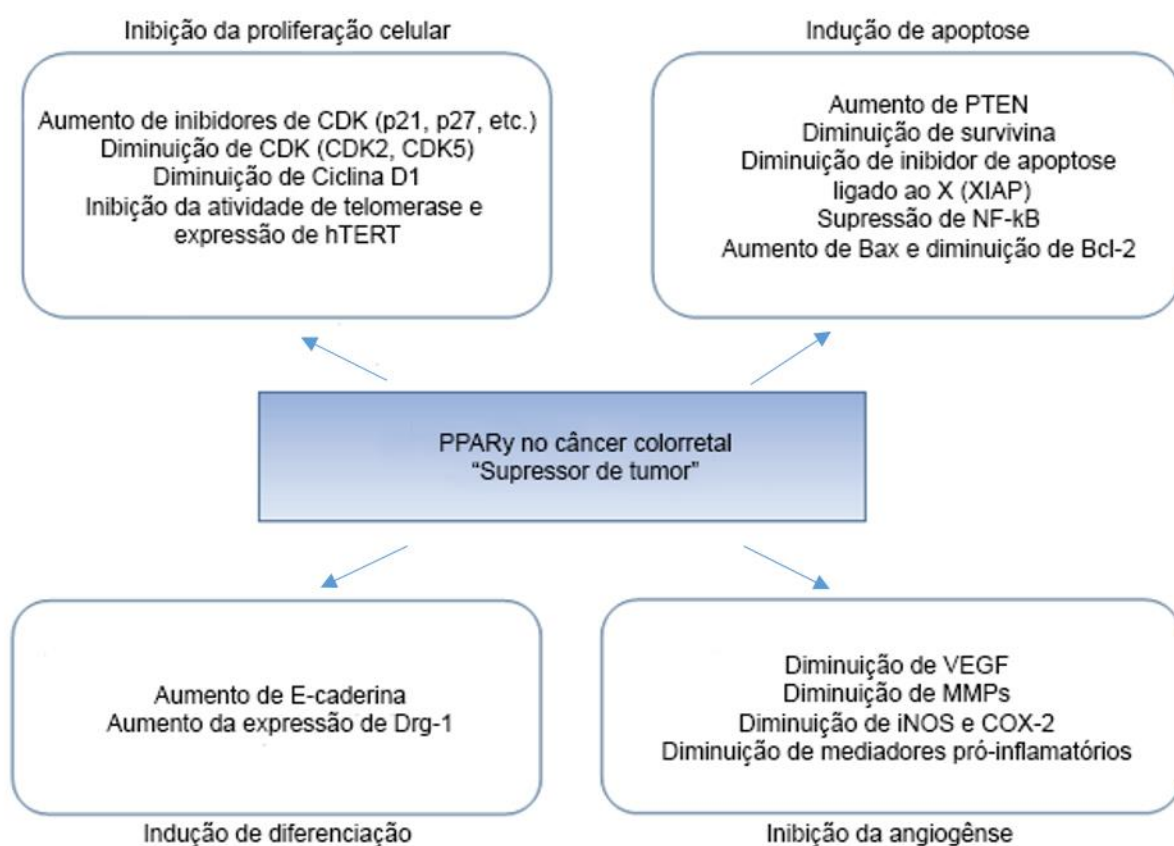 Inibição da proliferação celular
Aumento de inibidores de CDK (p21, p27, etc.)
Diminuição de CDK (CDK2, CDK5)
Diminuição de Ciclina D1
Inibição da atividade de telomerase e
expressão de hTERT
Indução de apoptose
Aumento de PTEN
Diminuição de survivina
Diminuição de inibidor de apoptose
ligado ao X (XIAP)
Supressão de NF-kB
Aumento de Bax e diminuição de Bcl-2
PPARy no câncer colorretal
“Supressor de tumor”
Aumento de E-caderina
Aumento da expressão de Drg-1
Indução de diferenciação
Diminuição de VEGF
Diminuição de MMPs
Diminuição de iNOS e COX-2
Diminuição de mediadores pró-inflamatórios
Inibição da angiogênse